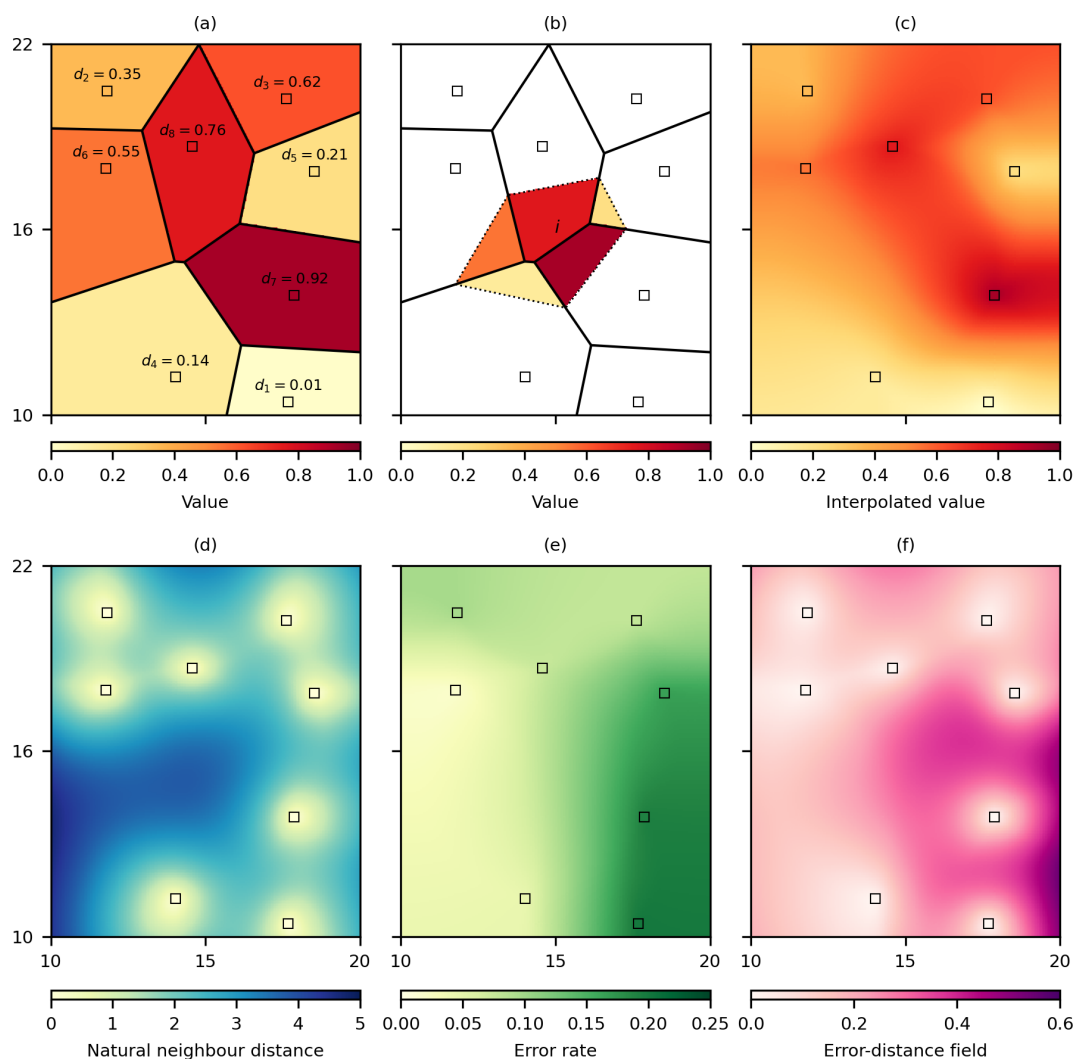 (a) (b) (c)
22
d2 = 0.35
d3 = 0.62
d8 = 0.76
d6 = 0.55
d5 = 0.21
16
i
d7 = 0.92
d4 = 0.14
d1 = 0.01
10
0.0 0.2 0.4 0.6 0.8 1.0 0.0 0.2 0.4 0.6 0.8 1.0 0.0 0.2 0.4 0.6 0.8 1.0
Value Value Interpolated value
(d) (e) (f)
22
16
10
10 15 20 10 15 20 10 15 20
0 1 2 3 4 5 0.00 0.05 0.10 0.15 0.20 0.25 0.0 0.2 0.4 0.6
Natural neighbour distance Error rate Error-distance field